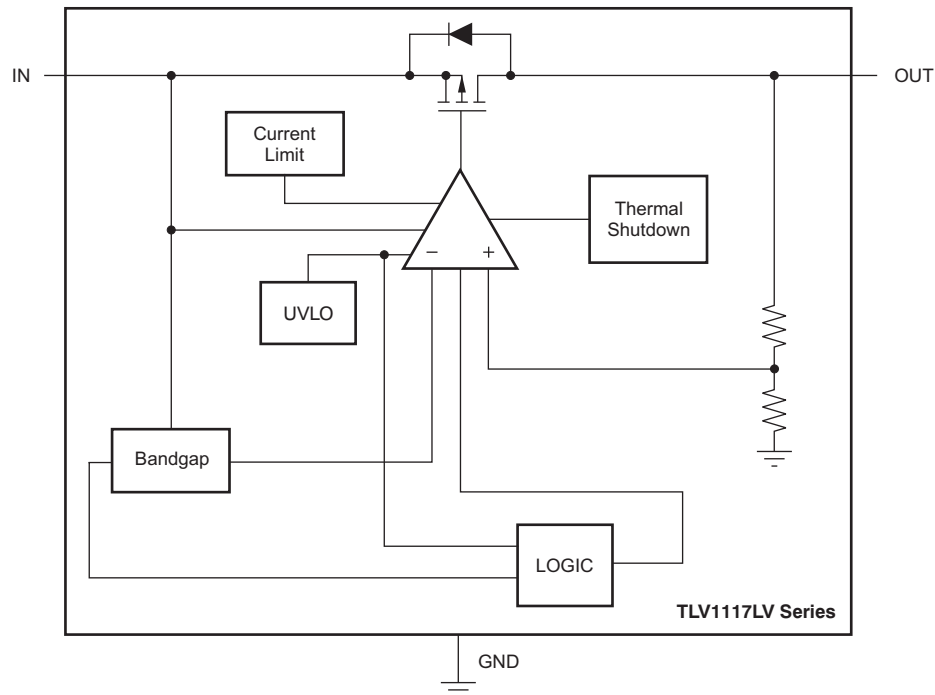 IN
OUT
Current
Limit
Thermal
Shutdown
−
+
UVLO
Bandgap
LOGIC
TLV1117LV Series
GND